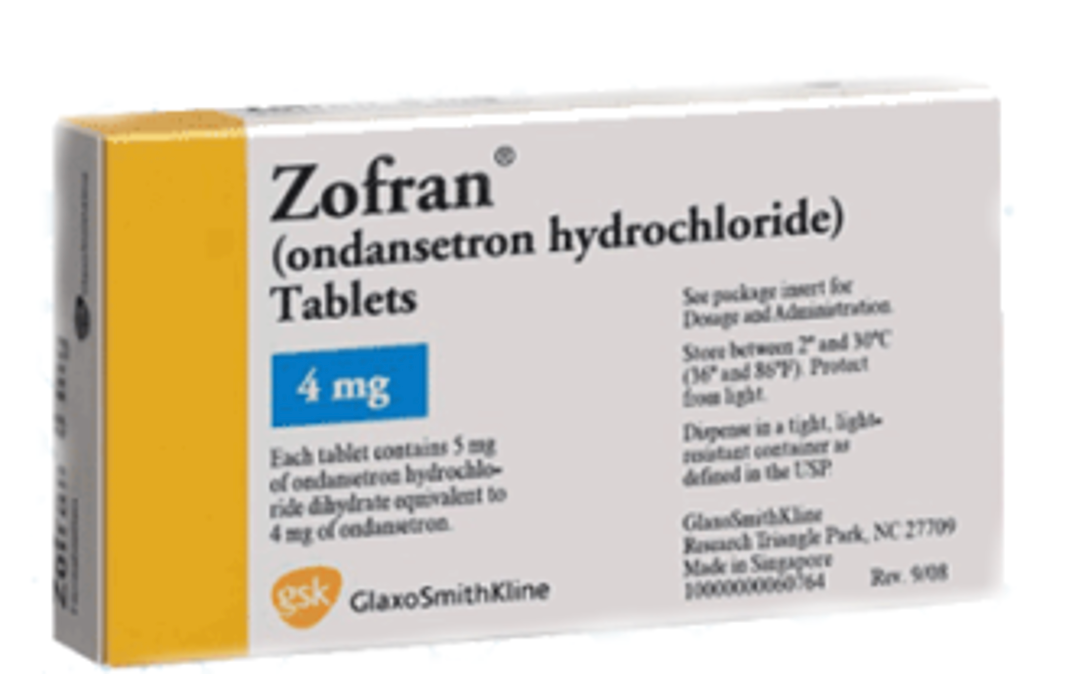 Zofran®
(ondansetron hydrochloride)
Tablets
4 mg
Each tablet contains 5 mg
of ondansetron hydrochlo-
ride dihydrate equivalent to
4 mg of ondansetron.
gsk GlaxoSmithKline
See package insert for
Dosage and Administration.
Store between 2° and 30°C
(36° and 86°F). Protect
from light.
Dispense in a tight, light-
resistant container as
defined in the USP.
GlaxoSmithKline
Research Triangle Park, NC 27709
Made in Singapore
10000000060764 Rev. 9/08
Zofran